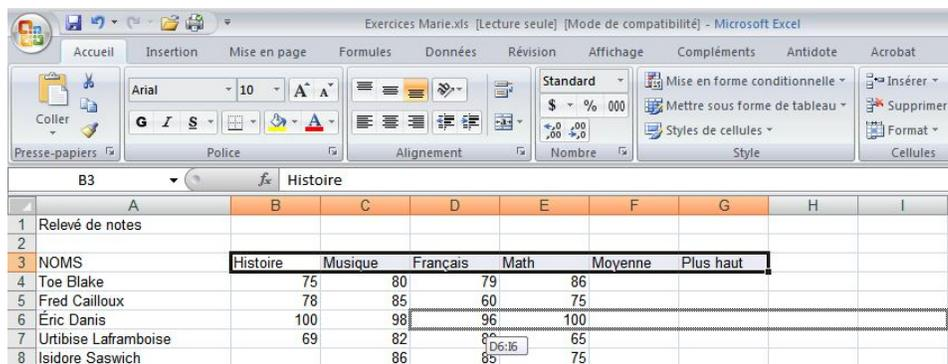 Exercices Marie.xls [Lecture seule] [Mode de compatibilité] - Microsoft Excel
Accueil Insertion Mise en page Formules Données Révision Affichage Compléments Antidote Acrobat
Coller
Arial 10 A A
G I S A
Standard
$ % 000
,00 ,0
Mise en forme conditionnelle
Mettre sous forme de tableau
Styles de cellules
Insérer
Supprimer
Format
Presse-papiers Police Alignement Nombre Style Cellules
B3 fx Histoire
A B C D E F G H I
1 Relevé de notes
2
3 NOMS Histoire Musique Français Math Moyenne Plus haut
4 Toe Blake 75 80 79 86
5 Fred Cailloux 78 85 60 75
6 Éric Danis 100 98 96 100
7 Urtibise Laframboise 69 82 65
D6:I6
8 Isidore Saswich 86 85 75